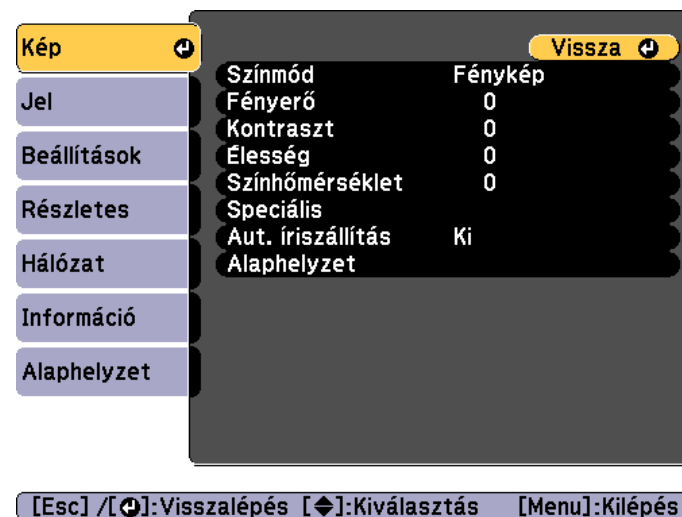 Kép
Jel
Beállítások
Részletes
Hálózat
Információ
Alaphelyzet
Vissza
Színmód Fénykép
Fényerő 0
Kontraszt 0
Élesség 0
Színhőmérséklet 0
Speciális
Aut. íriszállítás Ki
Alaphelyzet
[Esc] /[⏎]:Visszalépés [◆]:Kiválasztás [Menu]:Kilépés